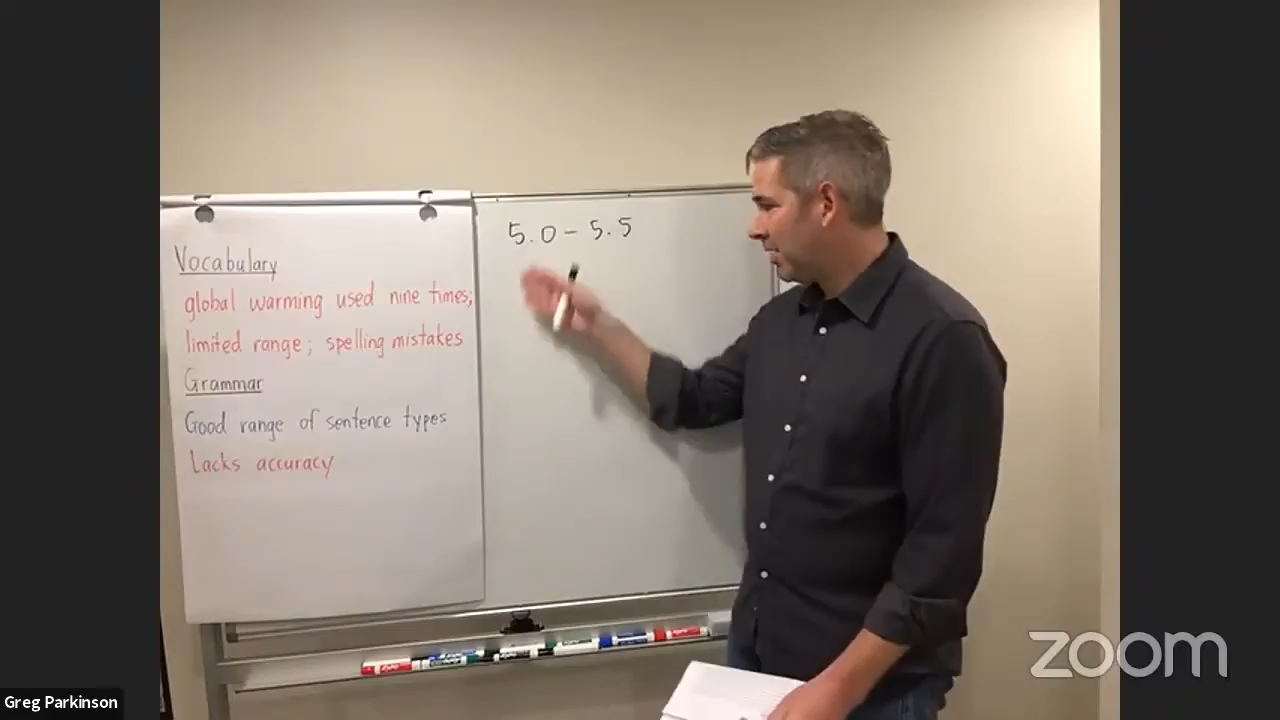 Vocabulary
global warming used nine times;
limited range; spelling mistakes
Grammar
Good range of sentence types
Lacks accuracy
5.0 – 5.5
Greg Parkinson
zoom